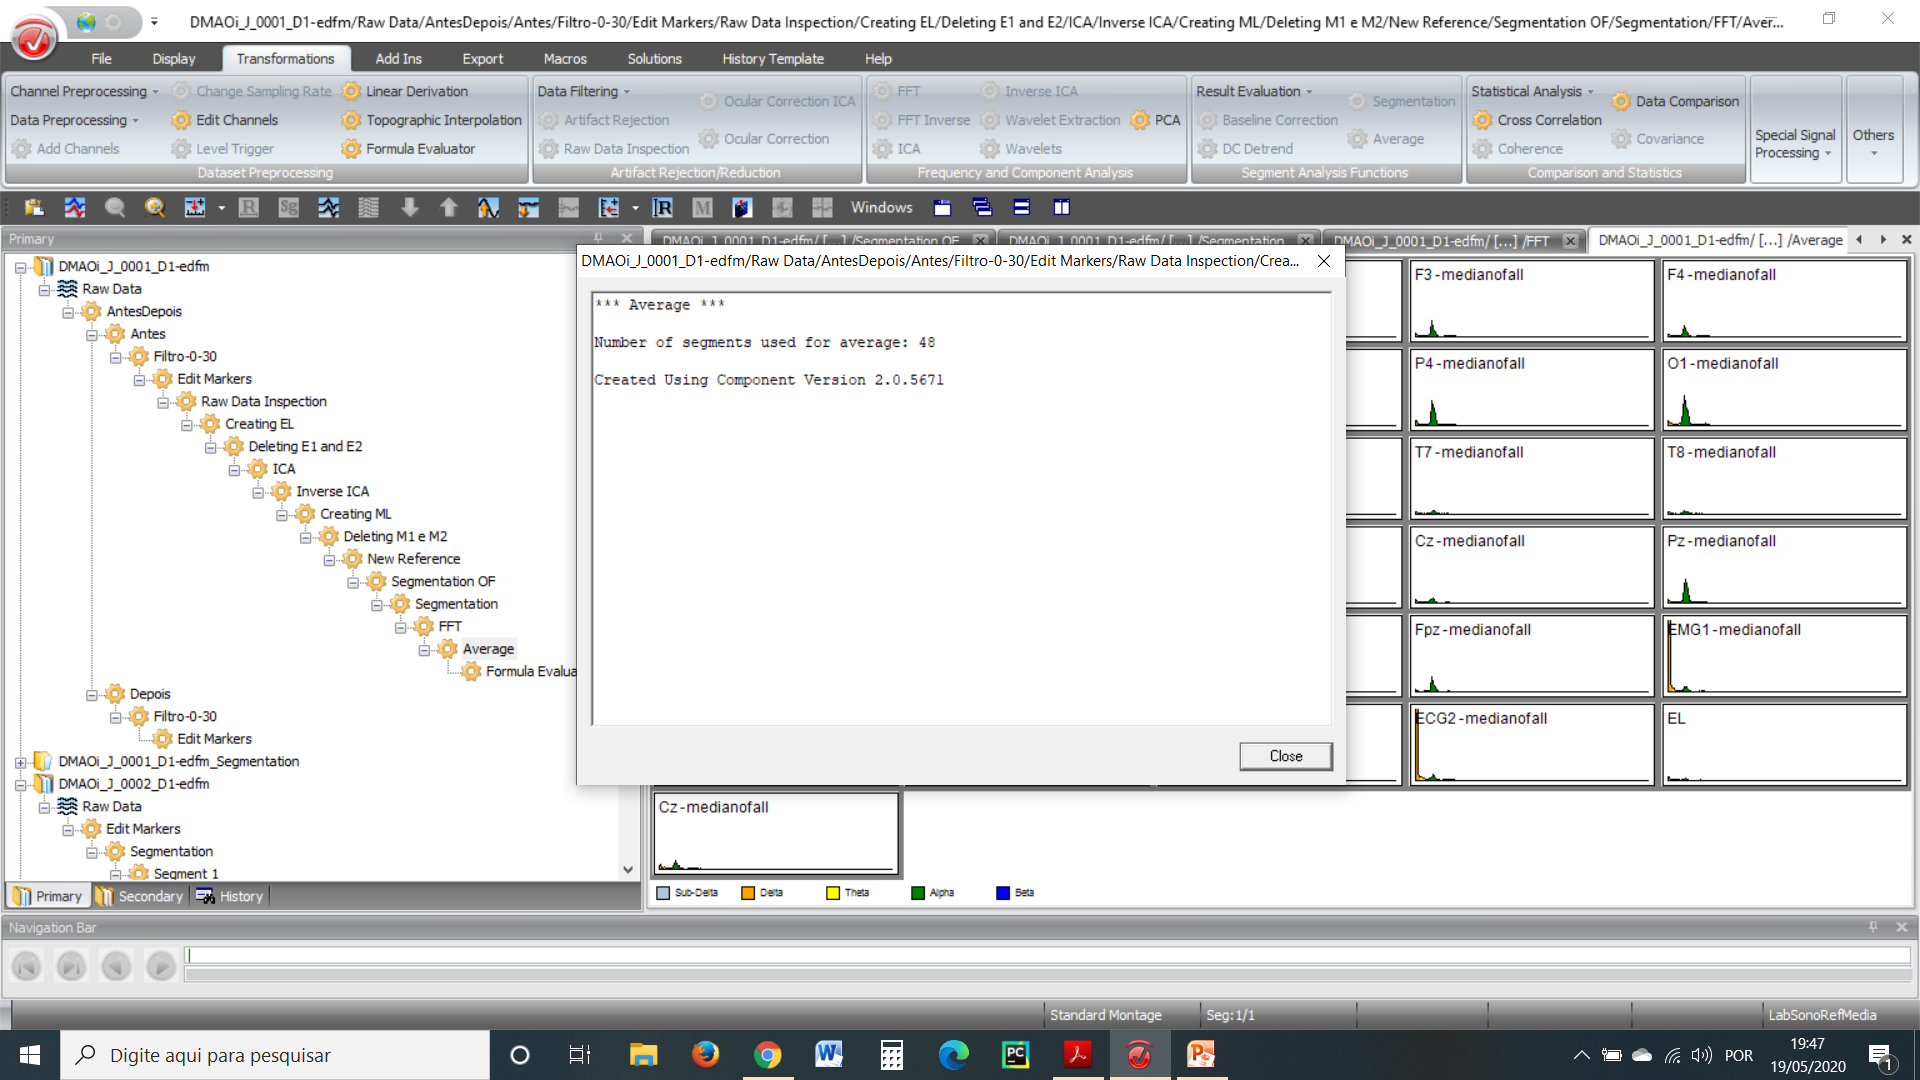 DMAOi_J_0001_D1-edfm/Raw Data/AntesDepois/Antes/Filtro-0-30/Edit Markers/Raw Data Inspection/Creating EL/Deleting E1 and E2/ICA/Inverse ICA/Creating ML/Deleting M1 e M2/New Reference/Segmentation OF/Segmentation/FFT/Aver...
File Display Transformations Add Ins Export Macros Solutions History Template Help
Channel Preprocessing Change Sampling Rate Linear Derivation
Data Preprocessing Edit Channels Topographic Interpolation
Add Channels Level Trigger Formula Evaluator
Dataset Preprocessing
Data Filtering Ocular Correction ICA
Artifact Rejection
Raw Data Inspection Ocular Correction
Artifact Rejection/Reduction
FFT Inverse ICA
FFT Inverse Wavelet Extraction PCA
ICA Wavelets
Frequency and Component Analysis
Result Evaluation Segmentation
Baseline Correction
DC Detrend Average
Segment Analysis Functions
Statistical Analysis Data Comparison
Cross Correlation
Coherence Covariance
Comparison and Statistics
Special Signal
Processing
Others
Windows
Primary
DMAOi_J_0001_D1-edfm
Raw Data
AntesDepois
Antes
Filtro-0-30
Edit Markers
Raw Data Inspection
Creating EL
Deleting E1 and E2
ICA
Inverse ICA
Creating ML
Deleting M1 e M2
New Reference
Segmentation OF
Segmentation
FFT
Average
Formula Evalua
Depois
Filtro-0-30
Edit Markers
DMAOi_J_0001_D1-edfm_Segmentation
DMAOi_J_0002_D1-edfm
Raw Data
Edit Markers
Segmentation
Segment 1
Primary Secondary History
DMAOi_J_0001_D1-edfm/ [...] /Segmentation OF
DMAOi_J_0001_D1-edfm/ [...] /Segmentation
DMAOi_J_0001_D1-edfm/ [...] /FFT
DMAOi_J_0001_D1-edfm/ [...] /Average
DMAOi_J_0001_D1-edfm/Raw Data/AntesDepois/Antes/Filtro-0-30/Edit Markers/Raw Data Inspection/Crea...
*** Average ***
Number of segments used for average: 48
Created Using Component Version 2.0.5671
Close
F3-medianofall F4-medianofall
P4-medianofall O1-medianofall
T7-medianofall T8-medianofall
Cz-medianofall Pz-medianofall
Fpz-medianofall EMG1-medianofall
ECG2-medianofall EL
Cz-medianofall
Sub-Delta Delta Theta Alpha Beta
Navigation Bar
Standard Montage Seg:1/1 LabSonoRefMedia
Digite aqui para pesquisar
POR
19:47
19/05/2020
1